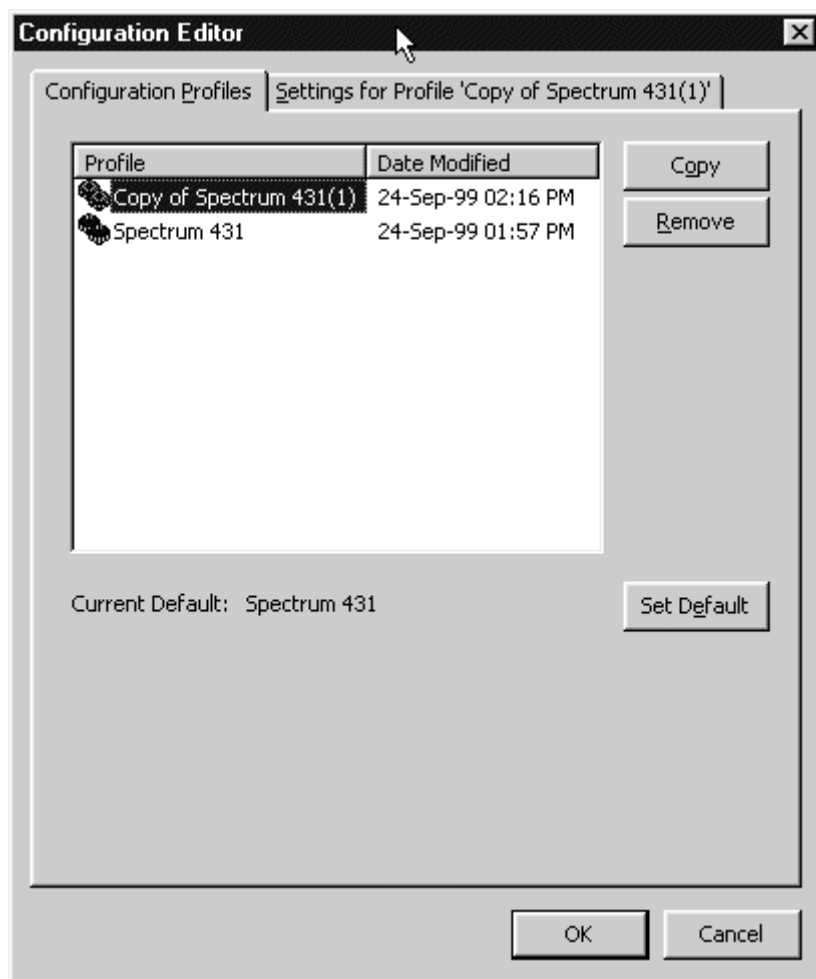 Configuration Editor
Configuration Profiles
Settings for Profile 'Copy of Spectrum 431(1)'
Profile Date Modified
Copy of Spectrum 431(1) 24-Sep-99 02:16 PM
Spectrum 431 24-Sep-99 01:57 PM
Copy
Remove
Current Default: Spectrum 431
Set Default
OK
Cancel